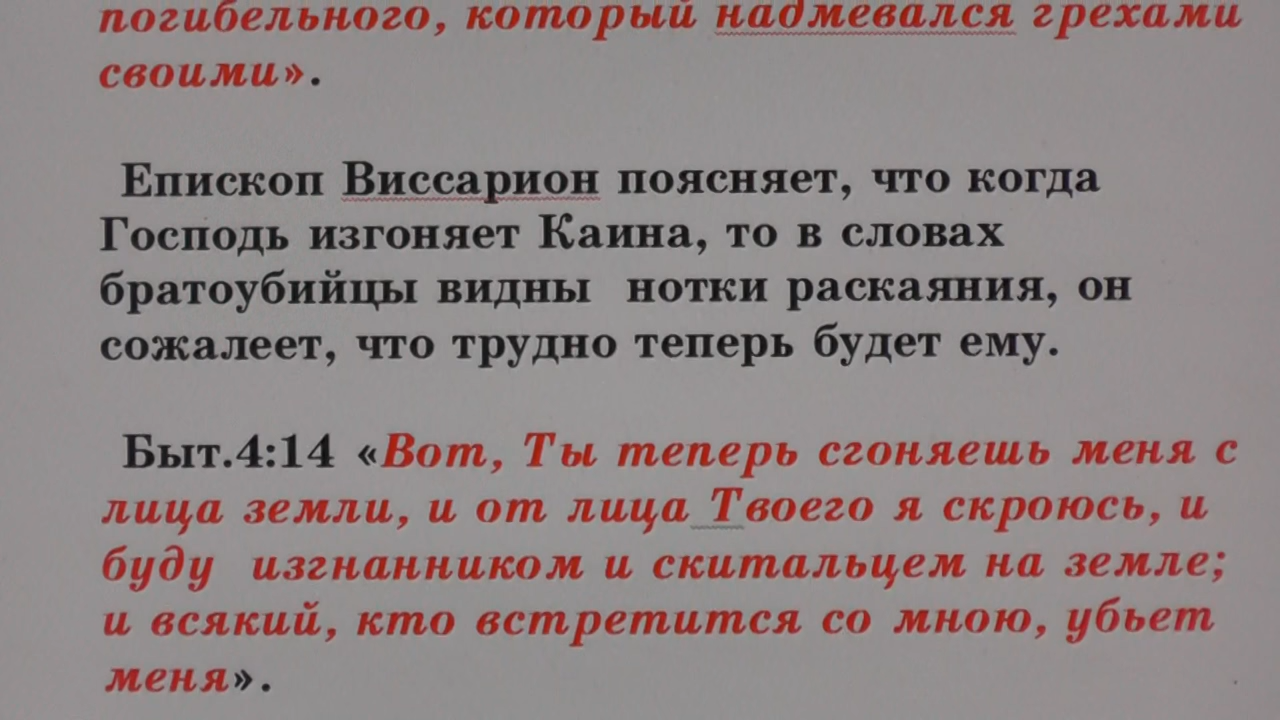 погибельного, который надмевался грехами
своими».
Епископ Виссарион поясняет, что когда
Господь изгоняет Каина, то в словах
братоубийцы видны  нотки раскаяния, он
сожалеет, что трудно теперь будет ему.
Быт.4:14 «Вот, Ты теперь сгоняешь меня с
лица земли, и от лица Твоего я скроюсь, и
буду  изгнанником и скитальцем на земле;
и всякий, кто встретится со мною, убьет
меня».